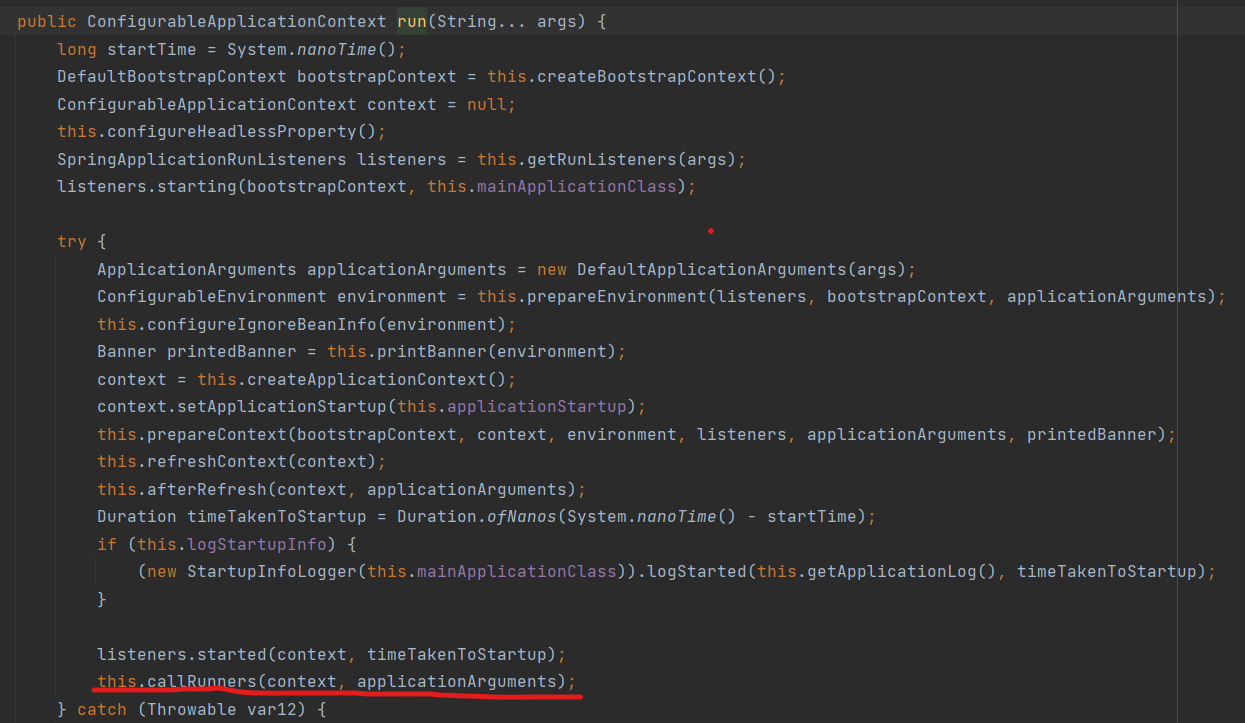 public ConfigurableApplicationContext run(String... args) {
    long startTime = System.nanoTime();
    DefaultBootstrapContext bootstrapContext = this.createBootstrapContext();
    ConfigurableApplicationContext context = null;
    this.configureHeadlessProperty();
    SpringApplicationRunListeners listeners = this.getRunListeners(args);
    listeners.starting(bootstrapContext, this.mainApplicationClass);
    try {
        ApplicationArguments applicationArguments = new DefaultApplicationArguments(args);
        ConfigurableEnvironment environment = this.prepareEnvironment(listeners, bootstrapContext, applicationArguments);
        this.configureIgnoreBeanInfo(environment);
        Banner printedBanner = this.printBanner(environment);
        context = this.createApplicationContext();
        context.setApplicationStartup(this.applicationStartup);
        this.prepareContext(bootstrapContext, context, environment, listeners, applicationArguments, printedBanner);
        this.refreshContext(context);
        this.afterRefresh(context, applicationArguments);
        Duration timeTakenToStartup = Duration.ofNanos(System.nanoTime() - startTime);
        if (this.logStartupInfo) {
            (new StartupInfoLogger(this.mainApplicationClass)).logStarted(this.getApplicationLog(), timeTakenToStartup);
        }
        listeners.started(context, timeTakenToStartup);
        this.callRunners(context, applicationArguments);
    } catch (Throwable var12) {